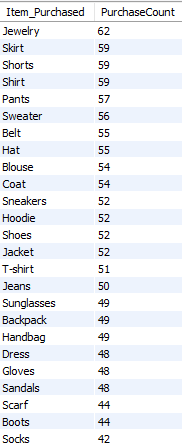 Item_Purchased PurchaseCount
Jewelry 62
Skirt 59
Shorts 59
Shirt 59
Pants 57
Sweater 56
Belt 55
Hat 55
Blouse 54
Coat 54
Sneakers 52
Hoodie 52
Shoes 52
Jacket 52
T-shirt 51
Jeans 50
Sunglasses 49
Backpack 49
Handbag 49
Dress 48
Gloves 48
Sandals 48
Scarf 44
Boots 44
Socks 42